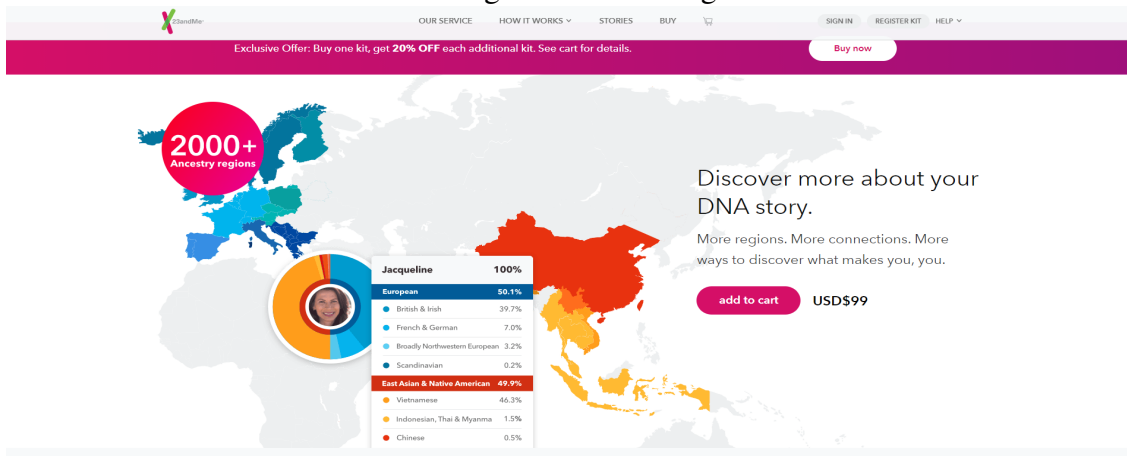 23andMe
OUR SERVICE HOW IT WORKS STORIES BUY SIGN IN REGISTER KIT HELP
Exclusive Offer: Buy one kit, get 20% OFF each additional kit. See cart for details. Buy now
2000+
Ancestry regions
Discover more about your
DNA story.
More regions. More connections. More
ways to discover what makes you, you.
add to cart USD$99
Jacqueline 100%
European 50.1%
British & Irish 39.7%
French & German 7.0%
Broadly Northwestern European 3.2%
Scandinavian 0.2%
East Asian & Native American 49.9%
Vietnamese 46.3%
Indonesian, Thai & Myanma 1.5%
Chinese 0.5%